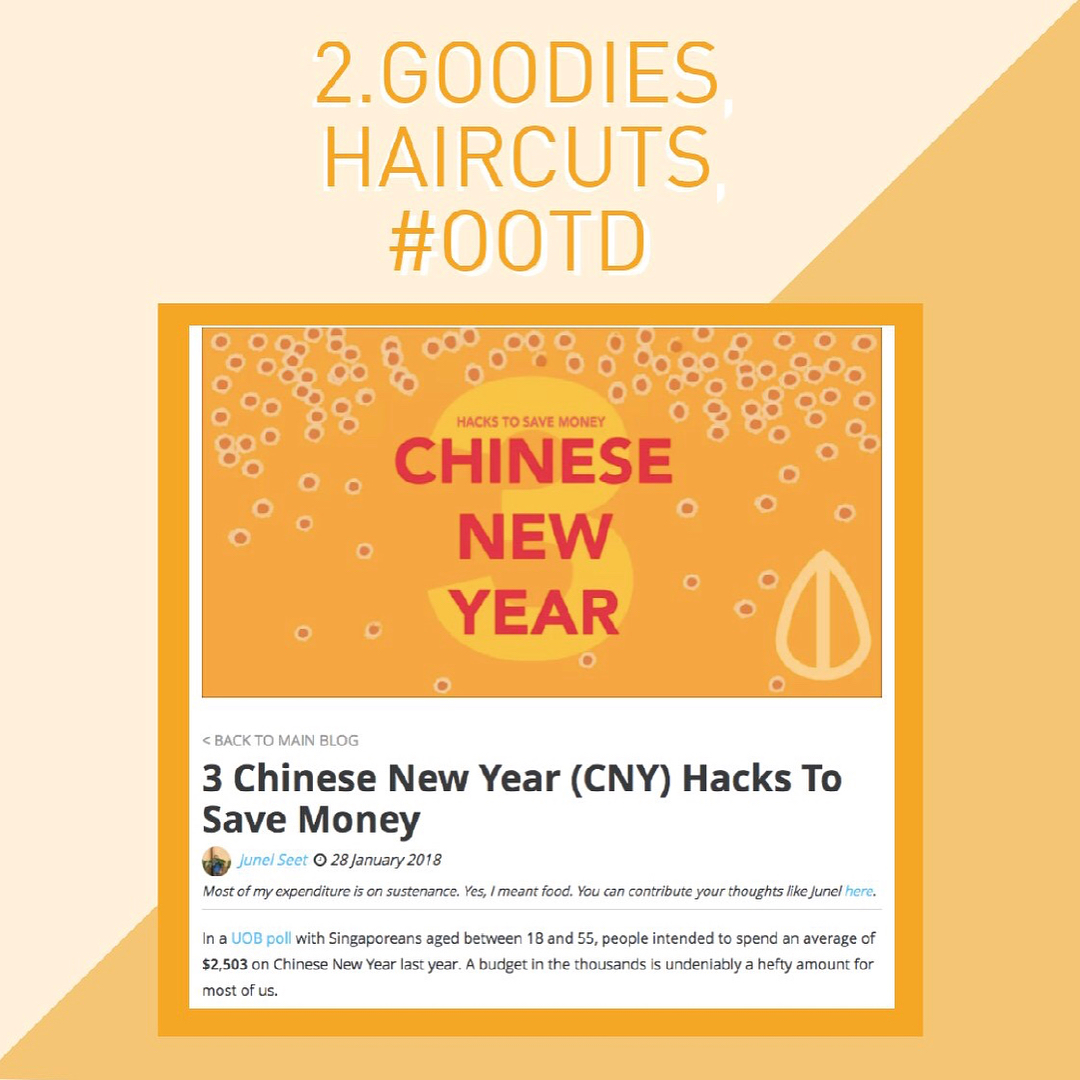 2.GOODIES,
HAIRCUTS,
#OOTD
3
HACKS TO SAVE MONEY
CHINESE
NEW
YEAR
< BACK TO MAIN BLOG
3 Chinese New Year (CNY) Hacks To
Save Money
Junel Seet 28 January 2018
Most of my expenditure is on sustenance. Yes, I meant food. You can contribute your thoughts like Junel here.
In a UOB poll with Singaporeans aged between 18 and 55, people intended to spend an average of
$2,503 on Chinese New Year last year. A budget in the thousands is undeniably a hefty amount for
most of us.